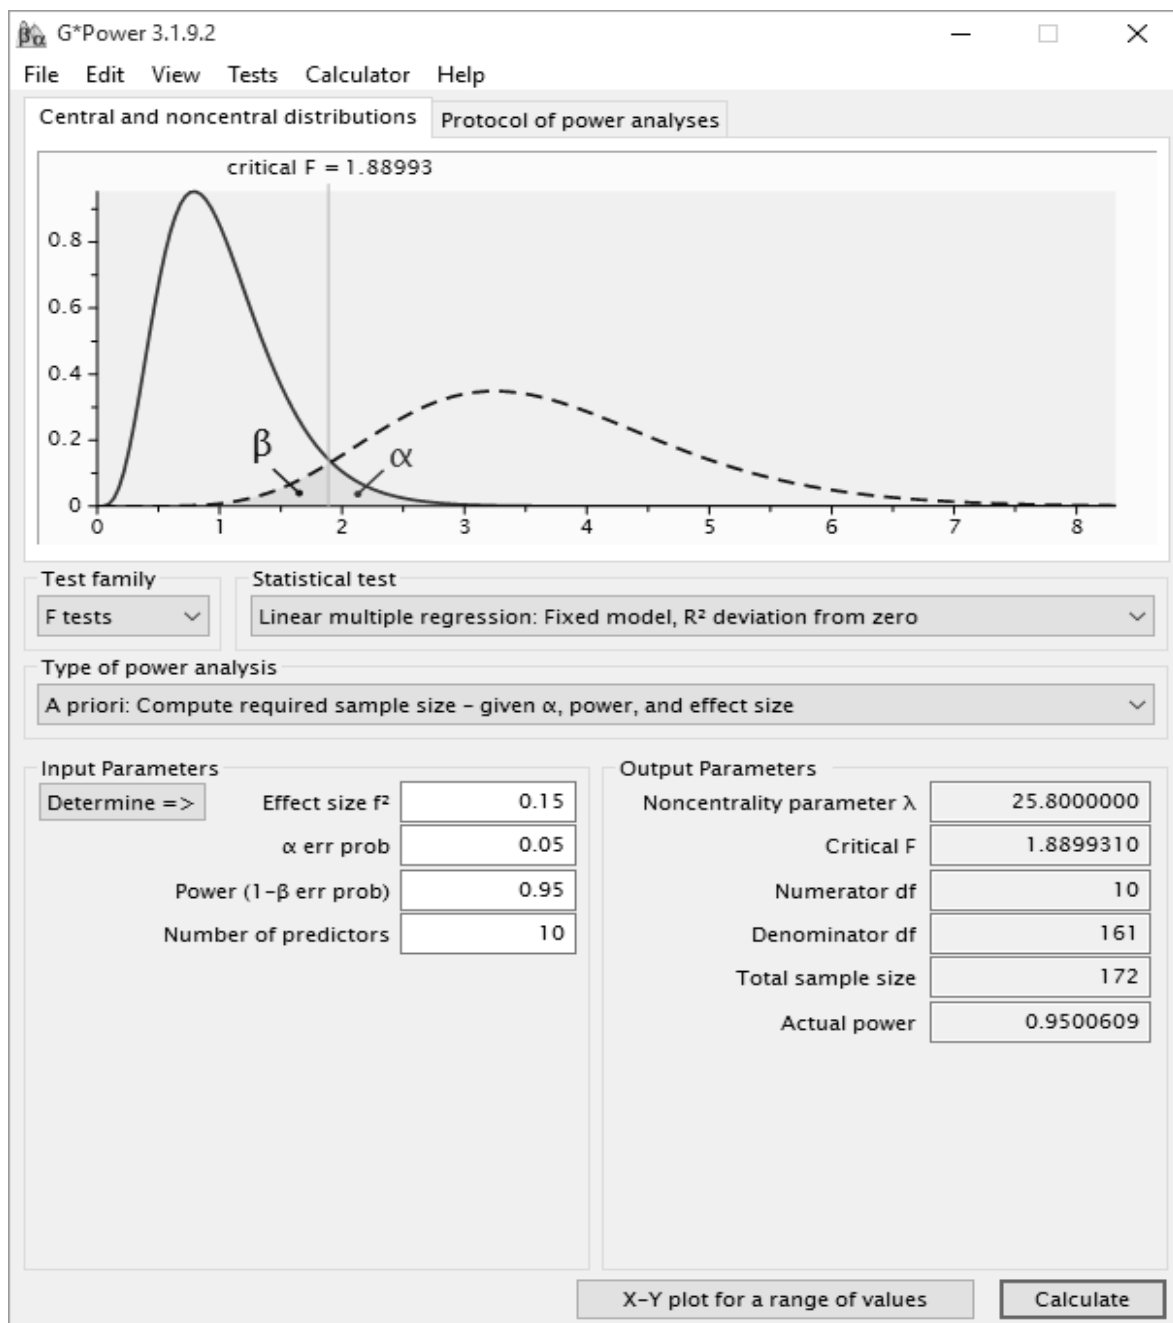 G*Power 3.1.9.2
File Edit View Tests Calculator Help
Central and noncentral distributions Protocol of power analyses
critical F = 1.88993
0.8
0.6
0.4
0.2
0
β α
0 1 2 3 4 5 6 7 8
Test family Statistical test
F tests Linear multiple regression: Fixed model, R² deviation from zero
Type of power analysis
A priori: Compute required sample size – given α, power, and effect size
Input Parameters
Determine => Effect size f² 0.15
α err prob 0.05
Power (1–β err prob) 0.95
Number of predictors 10
Output Parameters
Noncentrality parameter λ 25.8000000
Critical F 1.8899310
Numerator df 10
Denominator df 161
Total sample size 172
Actual power 0.9500609
X–Y plot for a range of values Calculate
βα